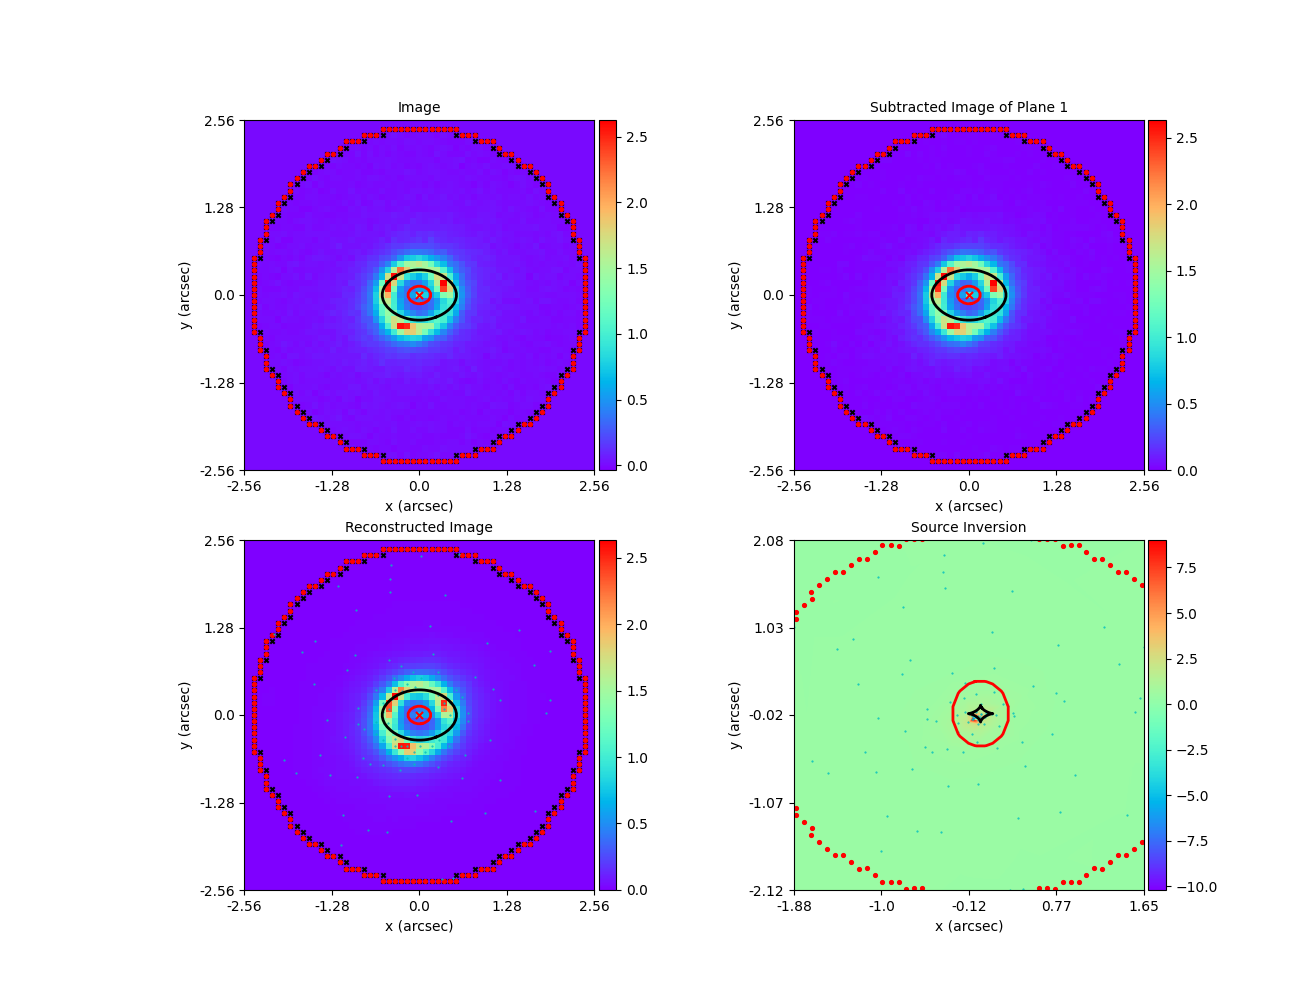 Image
2.56
1.28
0.0
-1.28
-2.56
y (arcsec)
-2.56 -1.28 0.0 1.28 2.56
x (arcsec)
2.5
2.0
1.5
1.0
0.5
0.0
Subtracted Image of Plane 1
2.56
1.28
0.0
-1.28
-2.56
y (arcsec)
-2.56 -1.28 0.0 1.28 2.56
x (arcsec)
2.5
2.0
1.5
1.0
0.5
0.0
Reconstructed Image
2.56
1.28
0.0
-1.28
-2.56
y (arcsec)
-2.56 -1.28 0.0 1.28 2.56
x (arcsec)
2.5
2.0
1.5
1.0
0.5
0.0
Source Inversion
2.08
1.03
-0.02
-1.07
-2.12
y (arcsec)
-1.88 -1.0 -0.12 0.77 1.65
x (arcsec)
7.5
5.0
2.5
0.0
−2.5
−5.0
−7.5
−10.0